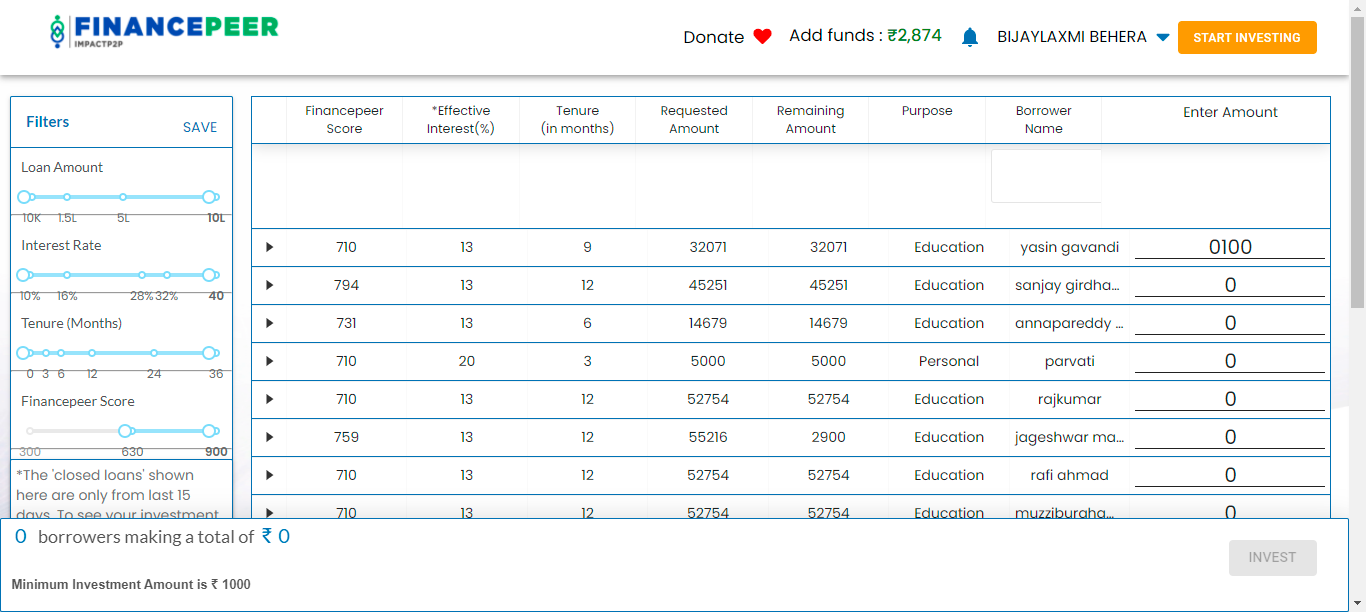 FINANCEPEER
IMPACTP2P
Donate Add funds : ₹2,874 BIJAYLAXMI BEHERA START INVESTING
Filters SAVE
Loan Amount
10K 1.5L 5L 10L
Interest Rate
10% 16% 28% 32% 40
Tenure (Months)
0 3 6 12 24 36
Financepeer Score
300 630 900
*The 'closed loans' shown
here are only from last 15
days. To see your investment
Financepeer Score *Effective Interest(%) Tenure (in months) Requested Amount Remaining Amount Purpose Borrower Name Enter Amount
710 13 9 32071 32071 Education yasin gavandi 0100
794 13 12 45251 45251 Education sanjay girdha... 0
731 13 6 14679 14679 Education annapareddy ... 0
710 20 3 5000 5000 Personal parvati 0
710 13 12 52754 52754 Education rajkumar 0
759 13 12 55216 2900 Education jageshwar ma... 0
710 13 12 52754 52754 Education rafi ahmad 0
710 13 12 52754 52754 Education muzziburaha... 0
0 borrowers making a total of ₹ 0
INVEST
Minimum Investment Amount is ₹ 1000